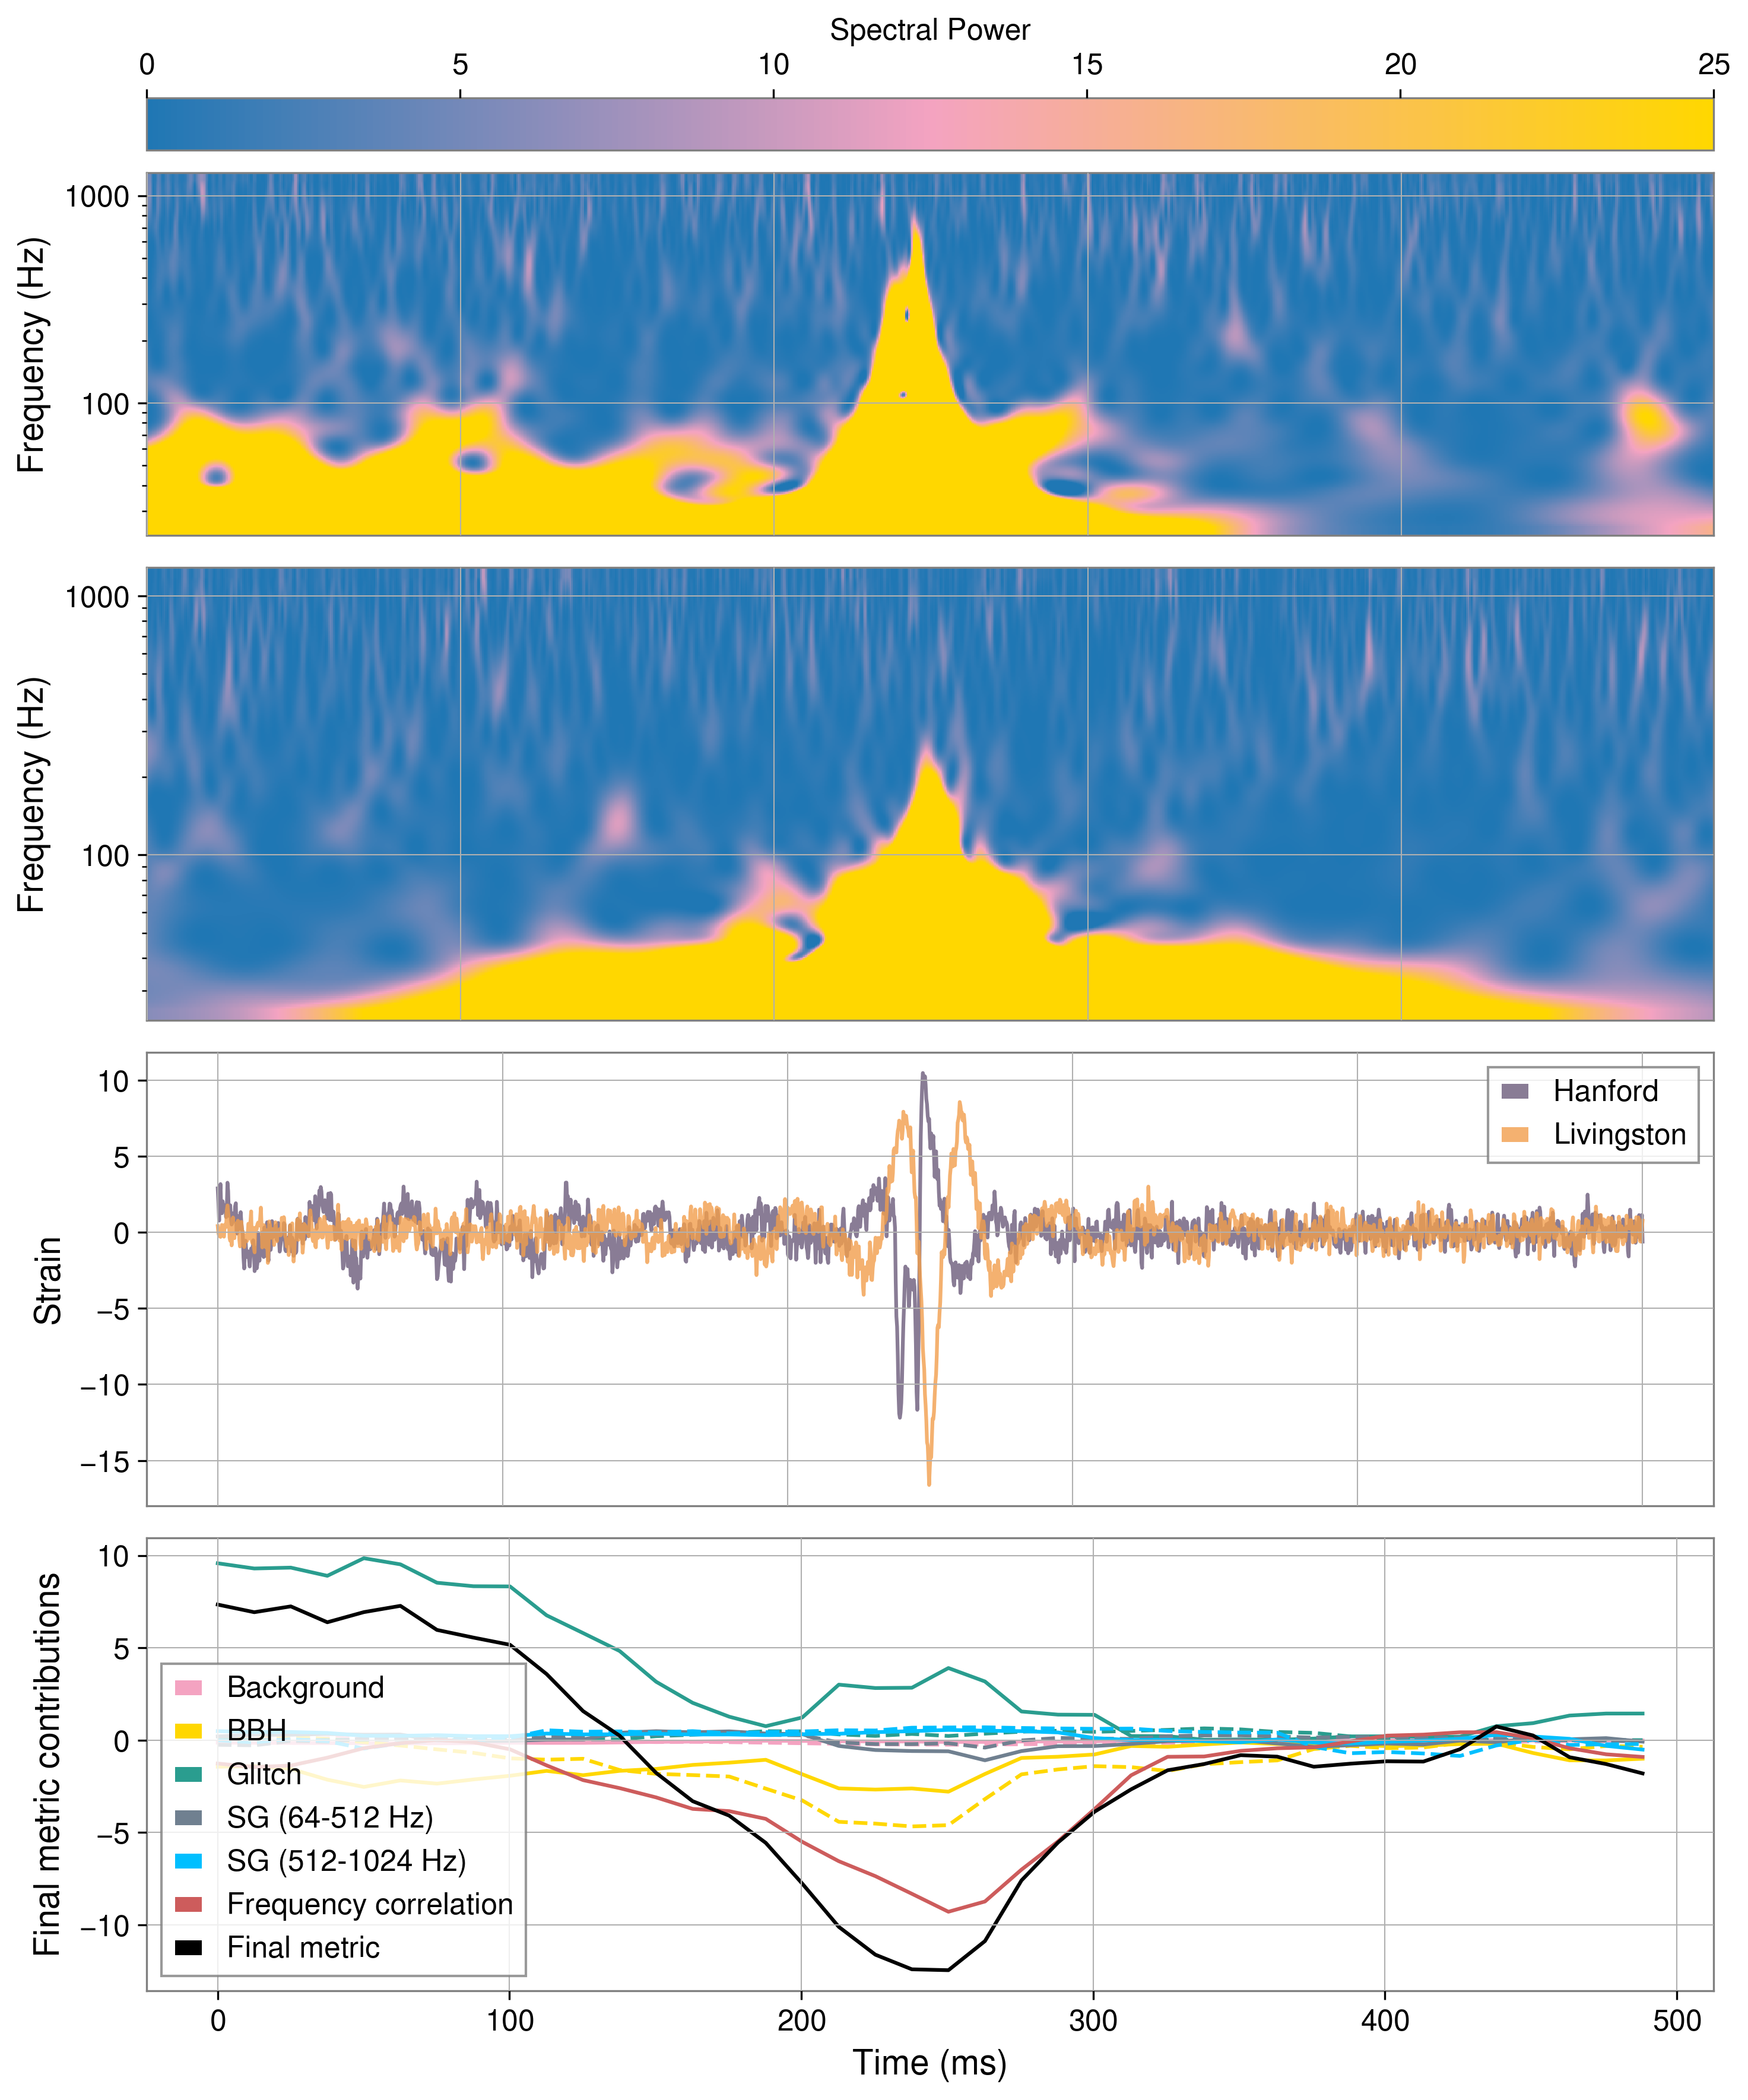 Spectral Power
0 5 10 15 20 25
Frequency (Hz)
1000
100
Frequency (Hz)
1000
100
Strain
10
5
0
−5
−10
−15
Hanford
Livingston
Final metric contributions
10
5
0
−5
−10
Background
BBH
Glitch
SG (64-512 Hz)
SG (512-1024 Hz)
Frequency correlation
Final metric
0 100 200 300 400 500
Time (ms)